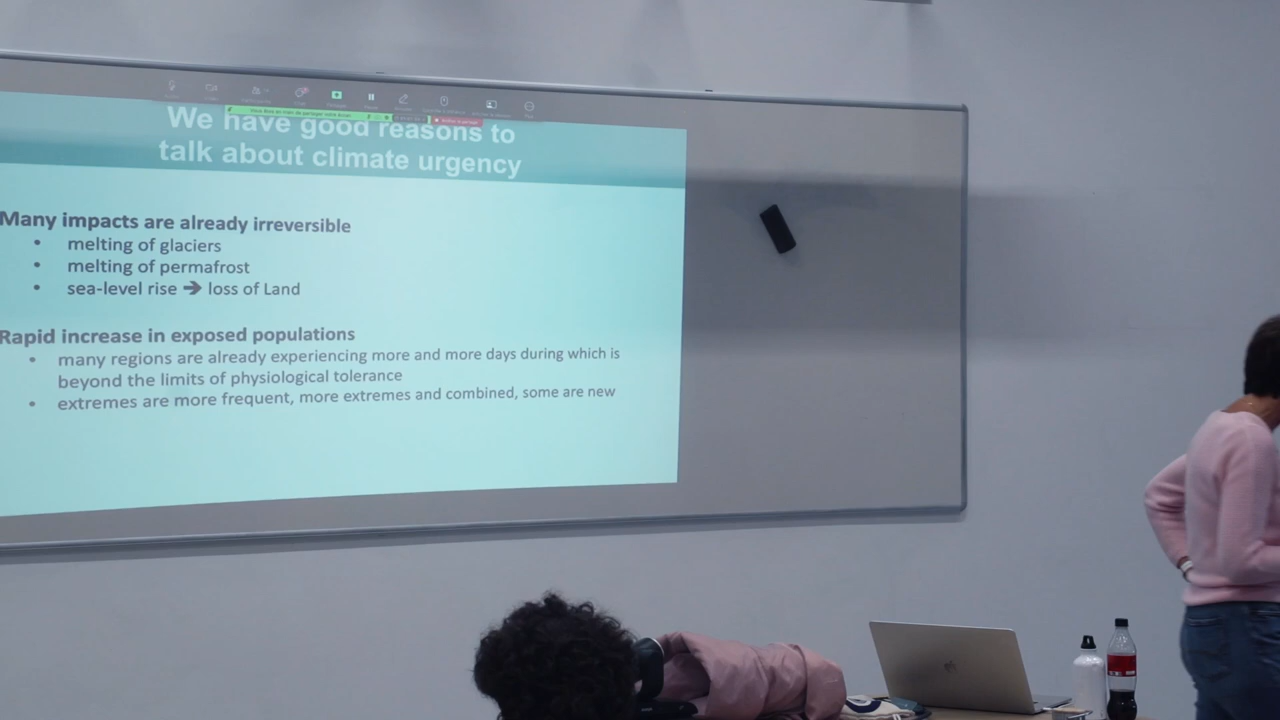 We have good reasons to
talk about climate urgency
Many impacts are already irreversible
• melting of glaciers
• melting of permafrost
• sea-level rise ➔ loss of Land
Rapid increase in exposed populations
• many regions are already experiencing more and more days during which is
beyond the limits of physiological tolerance
• extremes are more frequent, more extremes and combined, some are new